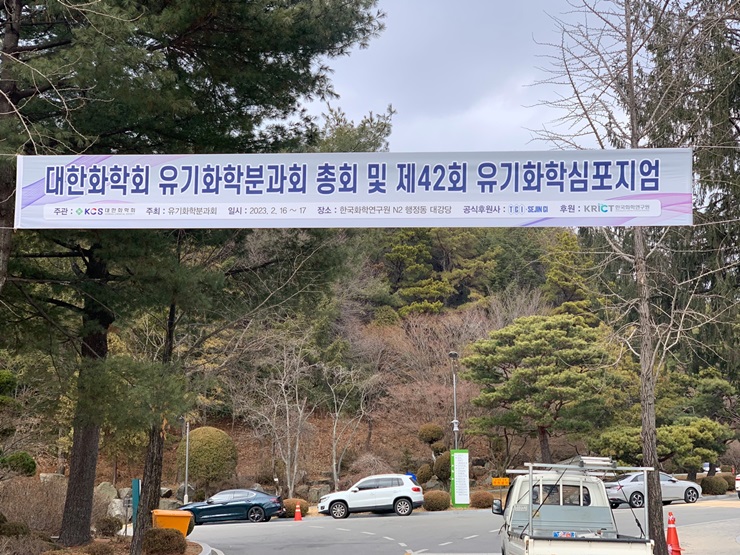 대한화학회 유기화학분과회 총회 및 제42회 유기화학심포지엄
주관 : KCS 대한화학회 주최 : 유기화학분과회 일시 : 2023, 2, 16 ~ 17 장소 : 한국화학연구원 N2 행정동 대강당 공식후원사 : TCI · SEJIN CI 후원 : KRICT 한국화학연구원